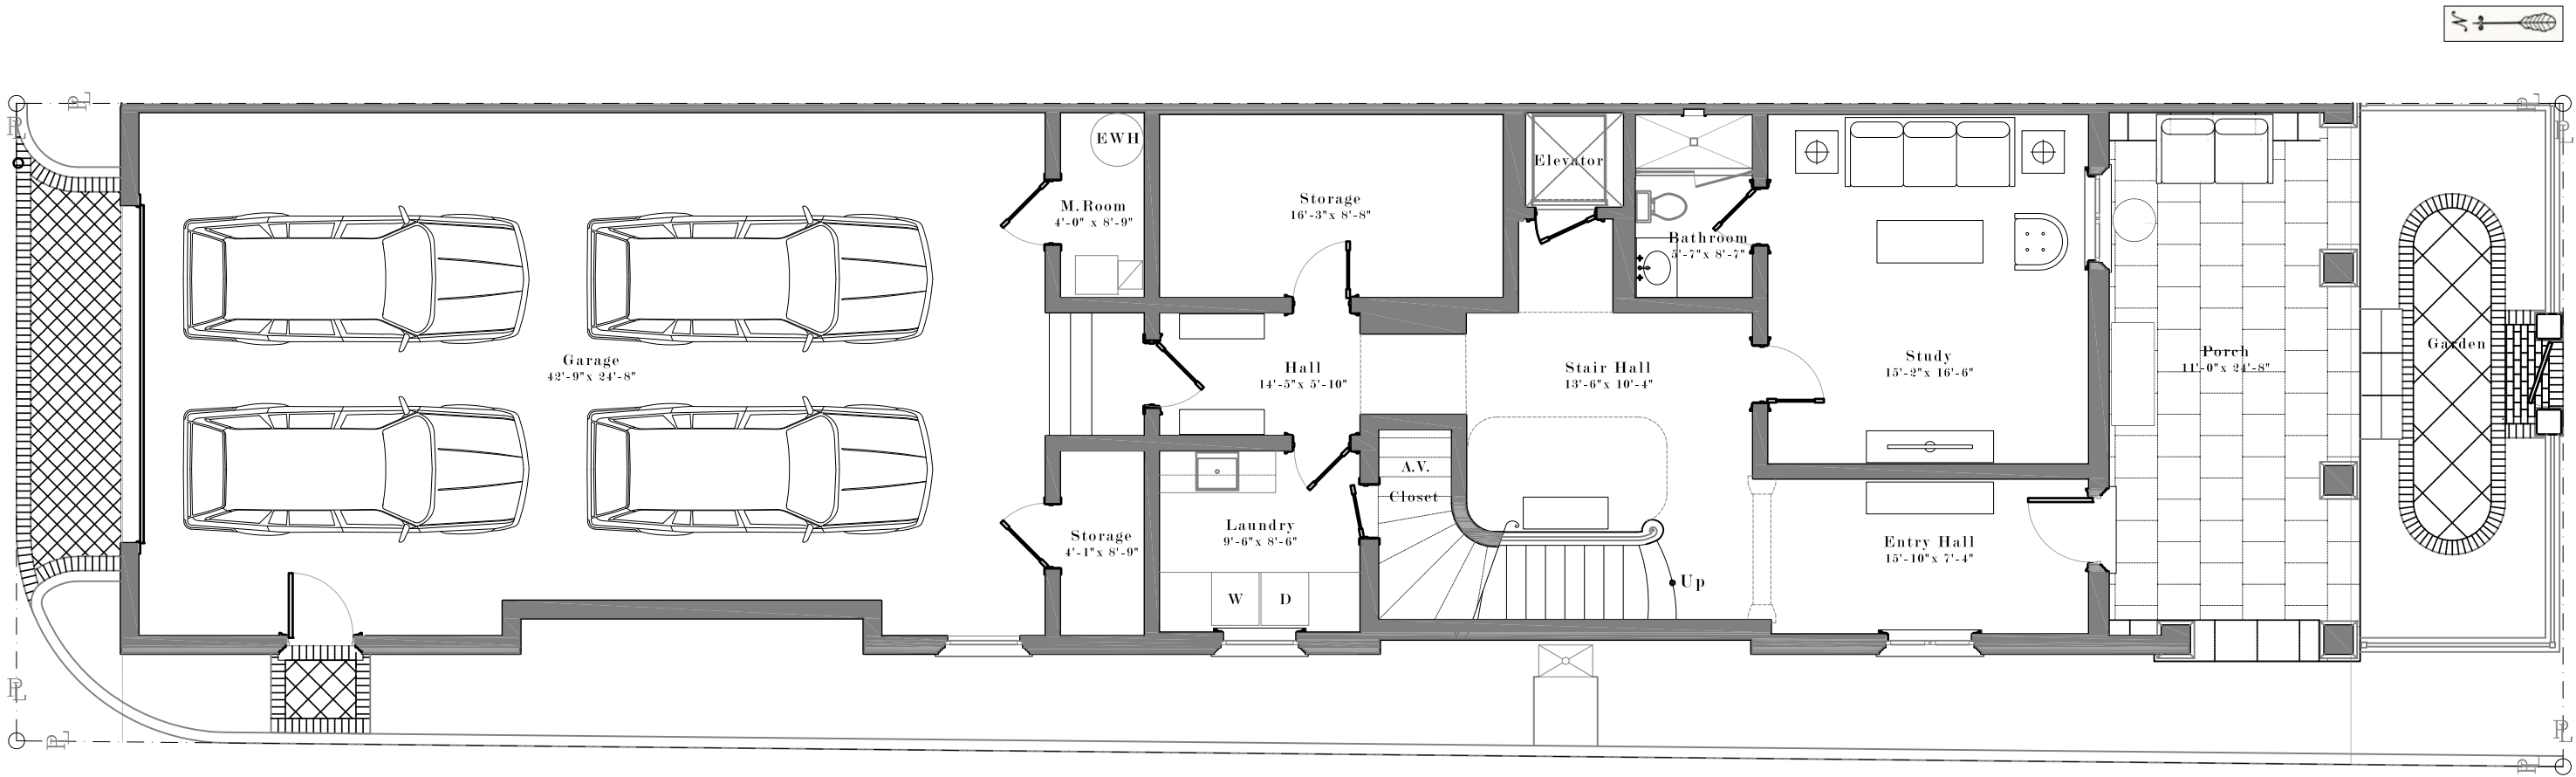 N
PL
PL
PL
PL
EWH
M.Room
4'-0" x 8'-9"
Storage
16'-3"x 8'-8"
Elevator
Bathroom
5'-7"x 8'-7"
Garage
42'-9"x 24'-8"
Hall
14'-5"x 5'-10"
Stair Hall
13'-6"x 10'-4"
Study
15'-2"x 16'-6"
Porch
11'-0"x 24'-8"
Garden
A.V.
Closet
Storage
4'-1"x 8'-9"
Laundry
9'-6"x 8'-6"
W
D
Up
Entry Hall
15'-10"x 7'-4"
PL
PL
PL
PL